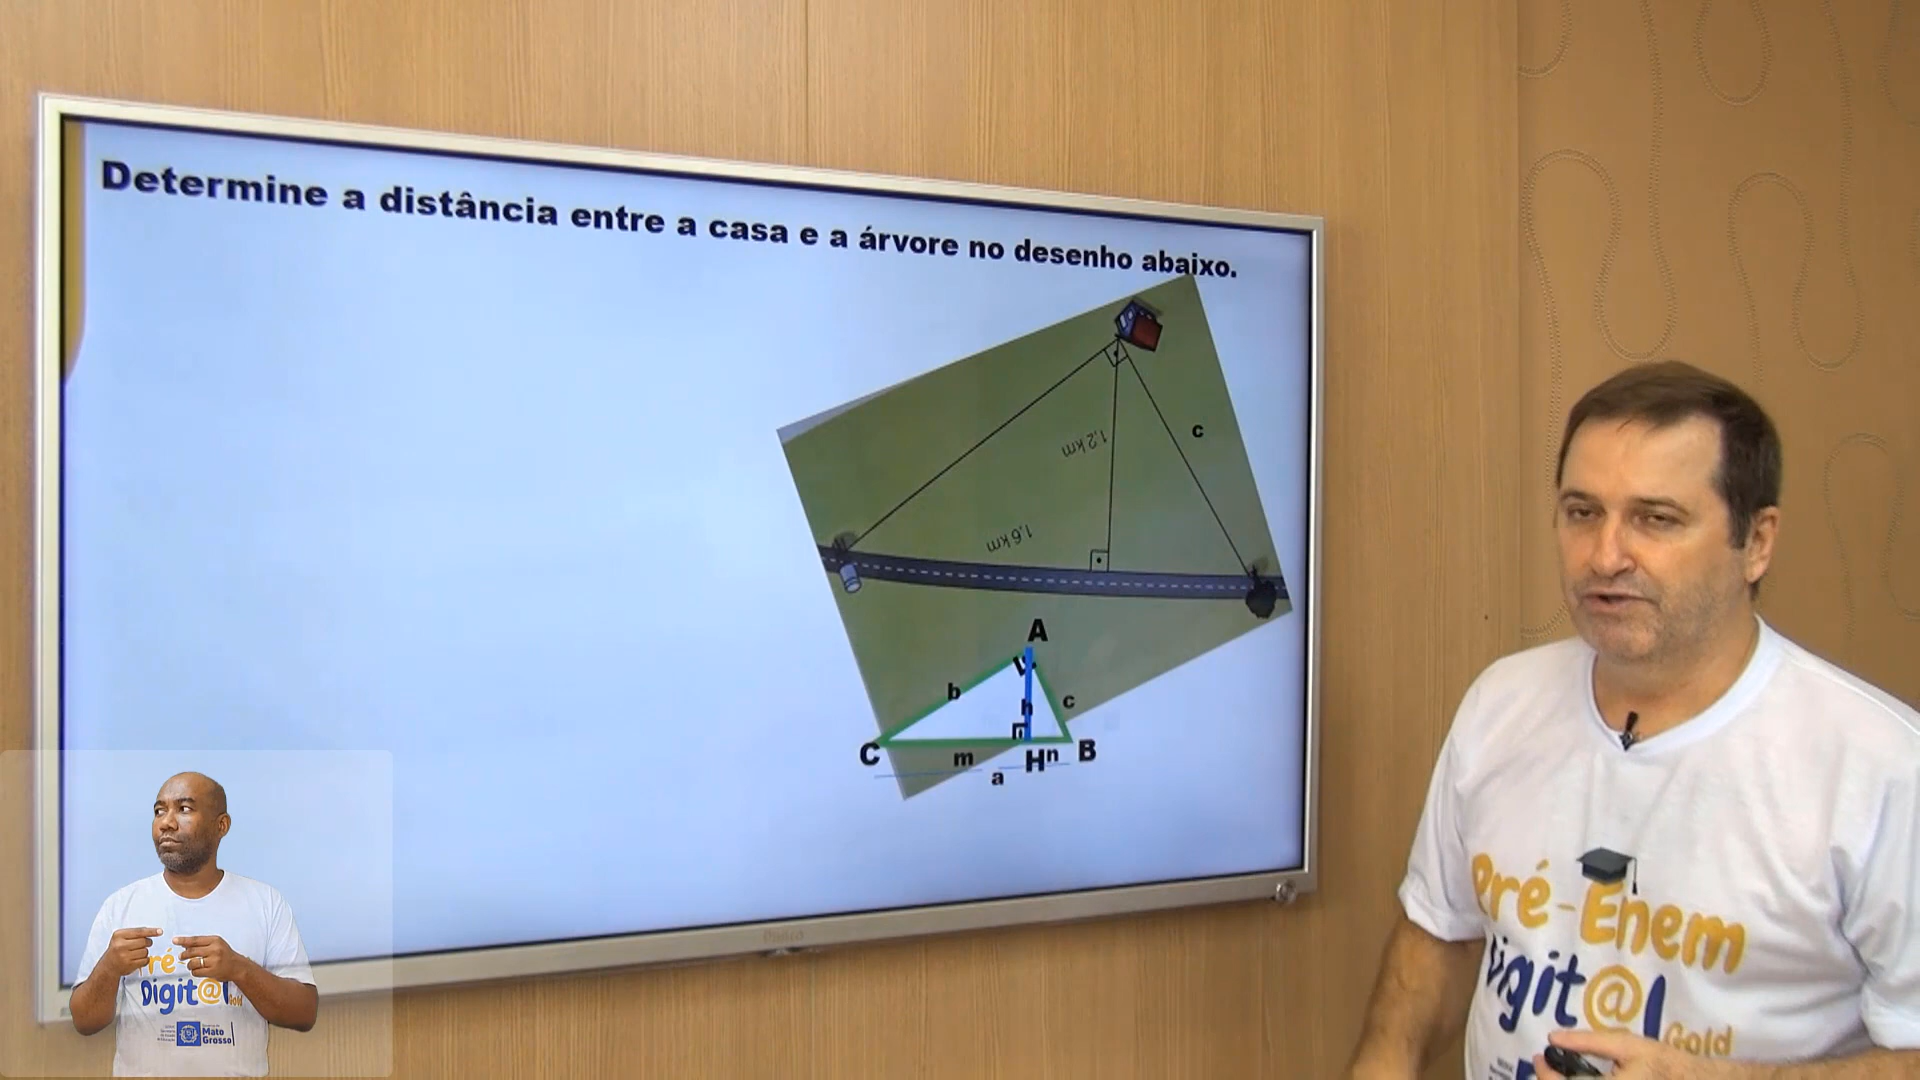 Determine a distância entre a casa e a árvore no desenho abaixo.
c
1,2 km
1,6 km
A
b
c
h
C
m
H
n
B
a
Pré-Enem
Digit@l
Gold
Pré
Digit@l
Gold
Mato
Grosso